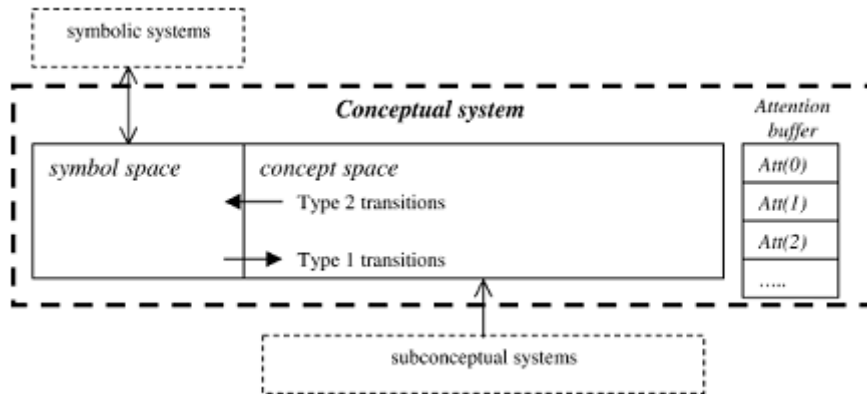 symbolic systems
Conceptual system
Attention
buffer
symbol space
concept space
Type 2 transitions
Type 1 transitions
Att(0)
Att(1)
Att(2)
.....
subconceptual systems